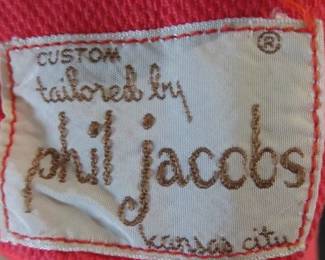 CUSTOM ®
tailored by
phil jacobs
kansas city